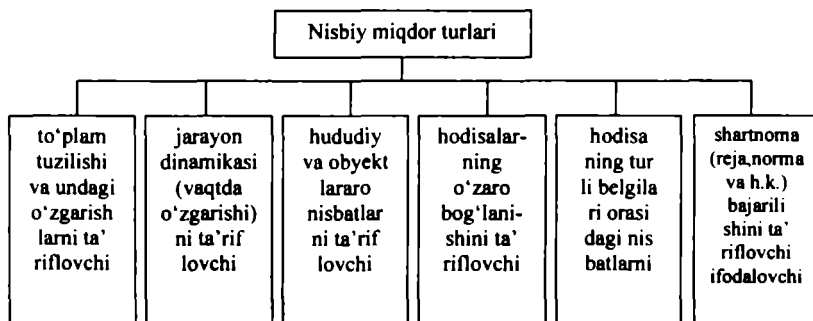 Nisbiy miqdor turlari
to‘plam
tuzilishi
va undagi
o‘zgarish
larni ta’
riflovchi
jarayon
dinamikasi
(vaqtda
o‘zgarishi)
ni ta’rif
lovchi
hududiy
va obyekt
lararo
nisbatlar
ni ta’rif
lovchi
hodisalar-
ning
o‘zaro
bog‘lani-
shini ta’
riflovchi
hodisa
ning tur
li belgila
ri orasi
dagi nis
batlarni
shartnoma
(reja,norma
va h.k.)
bajarili
shini ta’
riflovchi
ifodalovchi